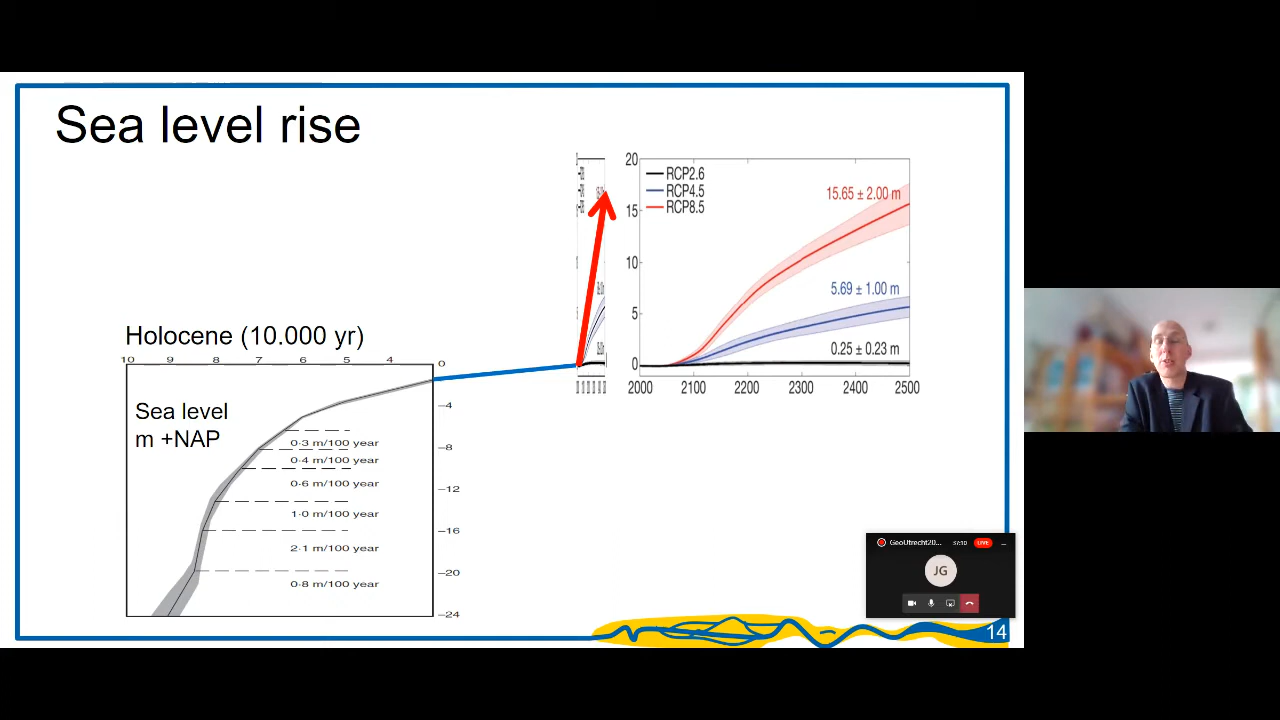 Sea level rise
20
15
10
5
0
RCP2.6
RCP4.5
RCP8.5
15.65 ± 2.00 m
5.69 ± 1.00 m
0.25 ± 0.23 m
2000 2100 2200 2300 2400 2500
Holocene (10.000 yr)
10 9 8 7 6 5 4
0
–4
–8
–12
–16
–20
–24
Sea level
m +NAP
0·3 m/100 year
0·4 m/100 year
0·6 m/100 year
1·0 m/100 year
2·1 m/100 year
0·8 m/100 year
GeoUtrecht20... LIVE
JG
14